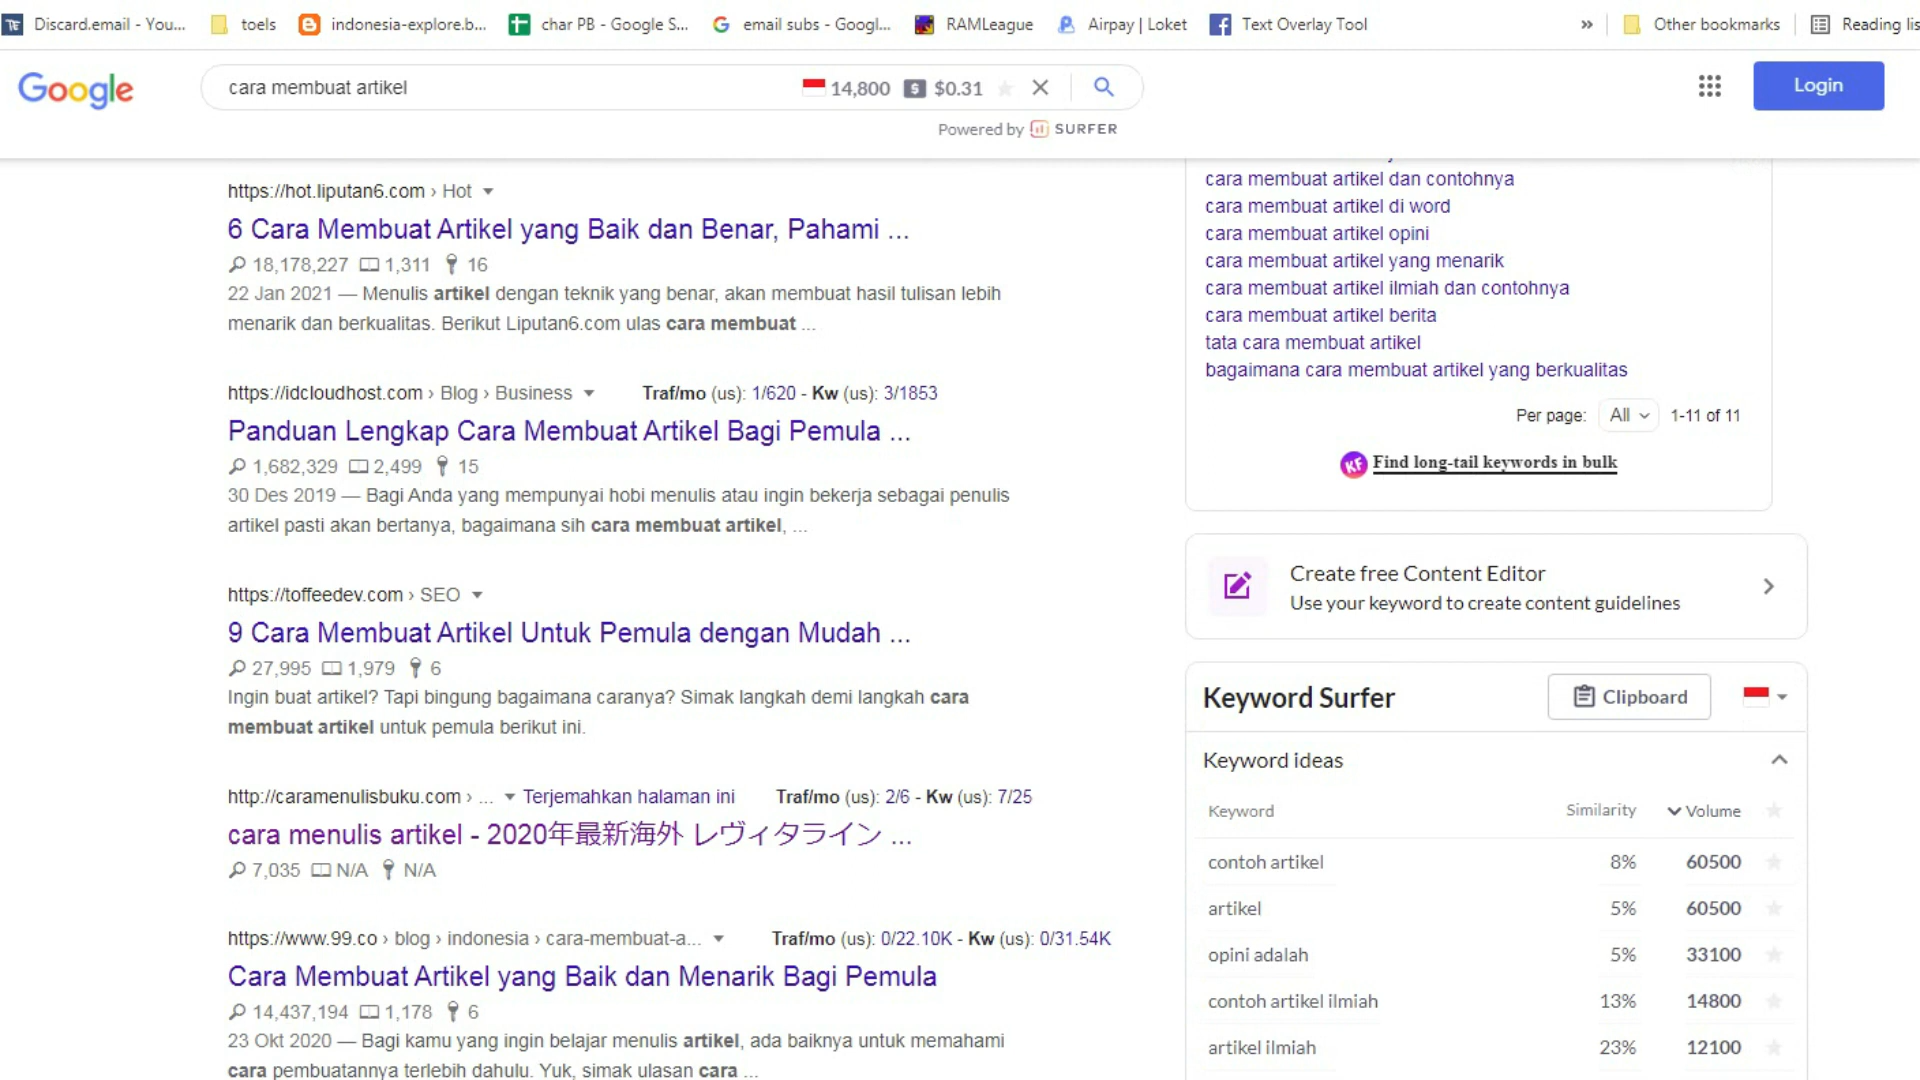 Discard.email - You... toels indonesia-explore.b... char PB - Google S... email subs - Googl... RAMLeague Airpay | Loket Text Overlay Tool » Other bookmarks Reading lis
Google cara membuat artikel 14,800 $ $0.31 Login
Powered by SURFER
https://hot.liputan6.com › Hot
6 Cara Membuat Artikel yang Baik dan Benar, Pahami ...
18,178,227 1,311 16
22 Jan 2021 — Menulis artikel dengan teknik yang benar, akan membuat hasil tulisan lebih
menarik dan berkualitas. Berikut Liputan6.com ulas cara membuat ...
https://idcloudhost.com › Blog › Business Traf/mo (us): 1/620 - Kw (us): 3/1853
Panduan Lengkap Cara Membuat Artikel Bagi Pemula ...
1,682,329 2,499 15
30 Des 2019 — Bagi Anda yang mempunyai hobi menulis atau ingin bekerja sebagai penulis
artikel pasti akan bertanya, bagaimana sih cara membuat artikel, ...
https://toffeedev.com › SEO
9 Cara Membuat Artikel Untuk Pemula dengan Mudah ...
27,995 1,979 6
Ingin buat artikel? Tapi bingung bagaimana caranya? Simak langkah demi langkah cara
membuat artikel untuk pemula berikut ini.
http://caramenulisbuku.com › ... Terjemahkan halaman ini Traf/mo (us): 2/6 - Kw (us): 7/25
cara menulis artikel - 2020年最新海外 レヴィタライン ...
7,035 N/A N/A
https://www.99.co › blog › indonesia › cara-membuat-a... Traf/mo (us): 0/22.10K - Kw (us): 0/31.54K
Cara Membuat Artikel yang Baik dan Menarik Bagi Pemula
14,437,194 1,178 6
23 Okt 2020 — Bagi kamu yang ingin belajar menulis artikel, ada baiknya untuk memahami
cara pembuatannya terlebih dahulu. Yuk, simak ulasan cara ...
cara membuat artikel dan contohnya
cara membuat artikel di word
cara membuat artikel opini
cara membuat artikel yang menarik
cara membuat artikel ilmiah dan contohnya
cara membuat artikel berita
tata cara membuat artikel
bagaimana cara membuat artikel yang berkualitas
Per page: All 1-11 of 11
KF Find long-tail keywords in bulk
Create free Content Editor
Use your keyword to create content guidelines
Keyword Surfer Clipboard
Keyword ideas
Keyword Similarity Volume
contoh artikel 8% 60500
artikel 5% 60500
opini adalah 5% 33100
contoh artikel ilmiah 13% 14800
artikel ilmiah 23% 12100